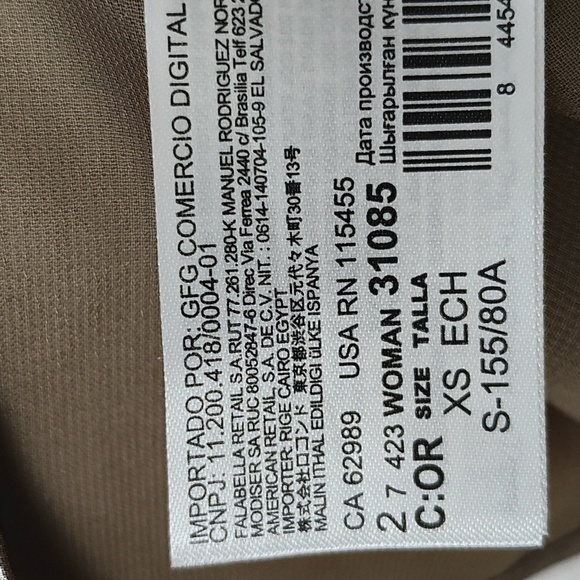 IMPORTADO POR: GFG COMERCIO DIGITAL
CNPJ: 11.200.418/0004-01
FALABELLA RETAIL S.A.RUT 77.261.280-K MANUEL RODRIGUEZ NOR
MODISER SA RUC 80052847-6 Direc Via Ferrea 2440 c/ Brasilia Telf 623 2
AMERICAN RETAIL, S.A. DE C.V. NIT. : 0614-140704-105-9 EL SALVADO
IMPORTER: RIGE CAIRO EGYPT
株式会社ロコンド 東京都渋谷区元代々木町30番13号
MALIN ITHAL EDILDIGI üLKE ISPANYA
CA 62989 USA RN 115455 Дата производст
Шығарылған күн
2 7 423 WOMAN 31085
C:OR SIZE TALLA
XS ECH
S-155/80A
8 4454